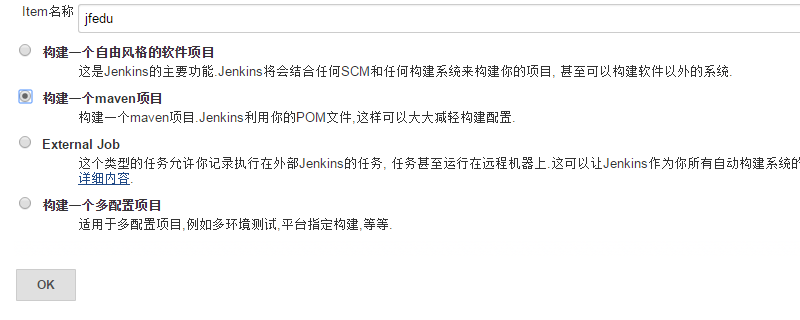 Item名称 jfedu
构建一个自由风格的软件项目
这是Jenkins的主要功能.Jenkins将会结合任何SCM和任何构建系统来构建你的项目, 甚至可以构建软件以外的系统.
构建一个maven项目
构建一个maven项目.Jenkins利用你的POM文件,这样可以大大减轻构建配置.
External Job
这个类型的任务允许你记录执行在外部Jenkins的任务, 任务甚至运行在远程机器上.这可以让Jenkins作为你所有自动构建系统的
详细内容.
构建一个多配置项目
适用于多配置项目,例如多环境测试,平台指定构建,等等.
OK